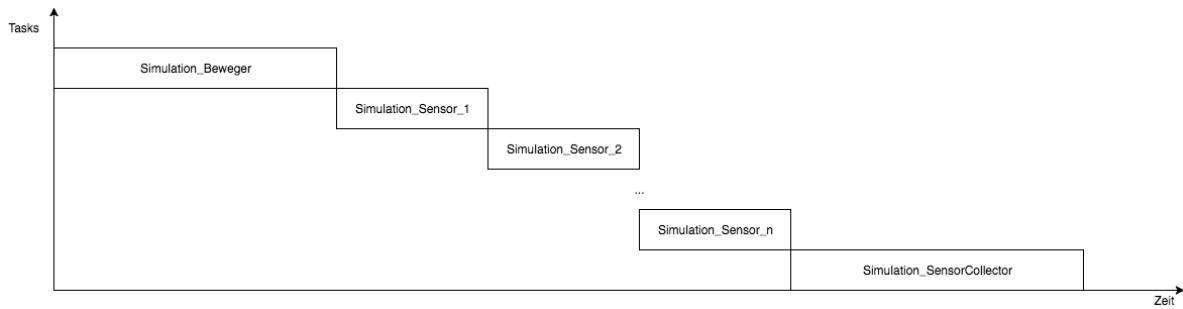 Tasks
Simulation_Beweger
Simulation_Sensor_1
Simulation_Sensor_2
...
Simulation_Sensor_n
Simulation_SensorCollector
Zeit